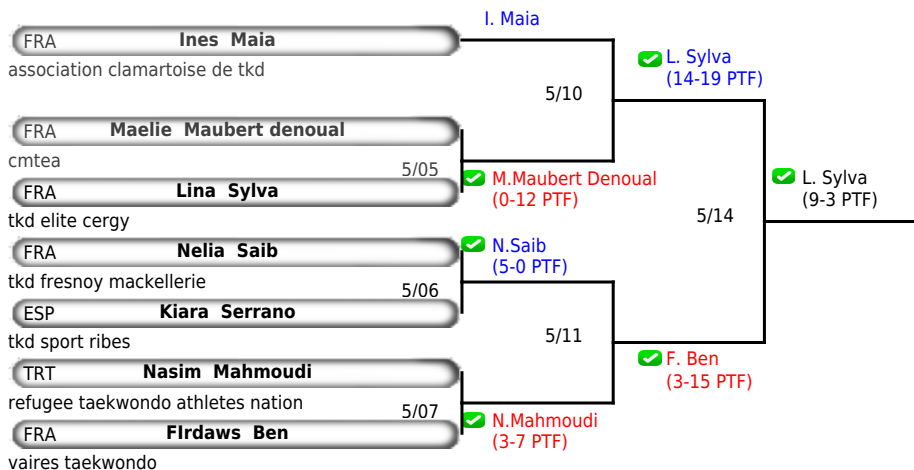 I. Maia
FRA Ines Maia
association clamartoise de tkd
L. Sylva
(14-19 PTF)
5/10
FRA Maelie Maubert denoual
cmtea
5/05
M.Maubert Denoual
(0-12 PTF)
FRA Lina Sylva
tkd elite cergy
L. Sylva
(9-3 PTF)
5/14
FRA Nelia Saib
tkd fresnoy mackellerie
N.Saib
(5-0 PTF)
5/06
ESP Kiara Serrano
tkd sport ribes
5/11
F. Ben
(3-15 PTF)
TRT Nasim Mahmoudi
refugee taekwondo athletes nation
5/07
N.Mahmoudi
(3-7 PTF)
FRA FIrdaws Ben
vaires taekwondo